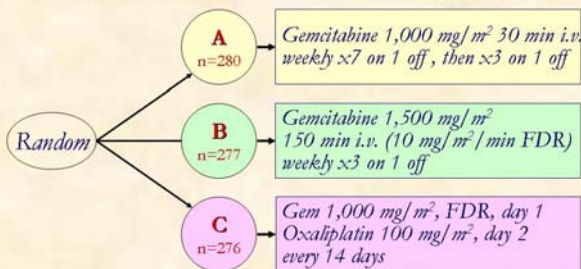 Random
A
n=280
Gemcitabine 1,000 mg/m² 30 min i.v.
weekly x7 on 1 off , then x3 on 1 off
B
n=277
Gemcitabine 1,500 mg/m²
150 min i.v. (10 mg/m²/min FDR)
weekly x3 on 1 off
C
n=276
Gem 1,000 mg/m², FDR, day 1
Oxaliplatin 100 mg/m², day 2
every 14 days